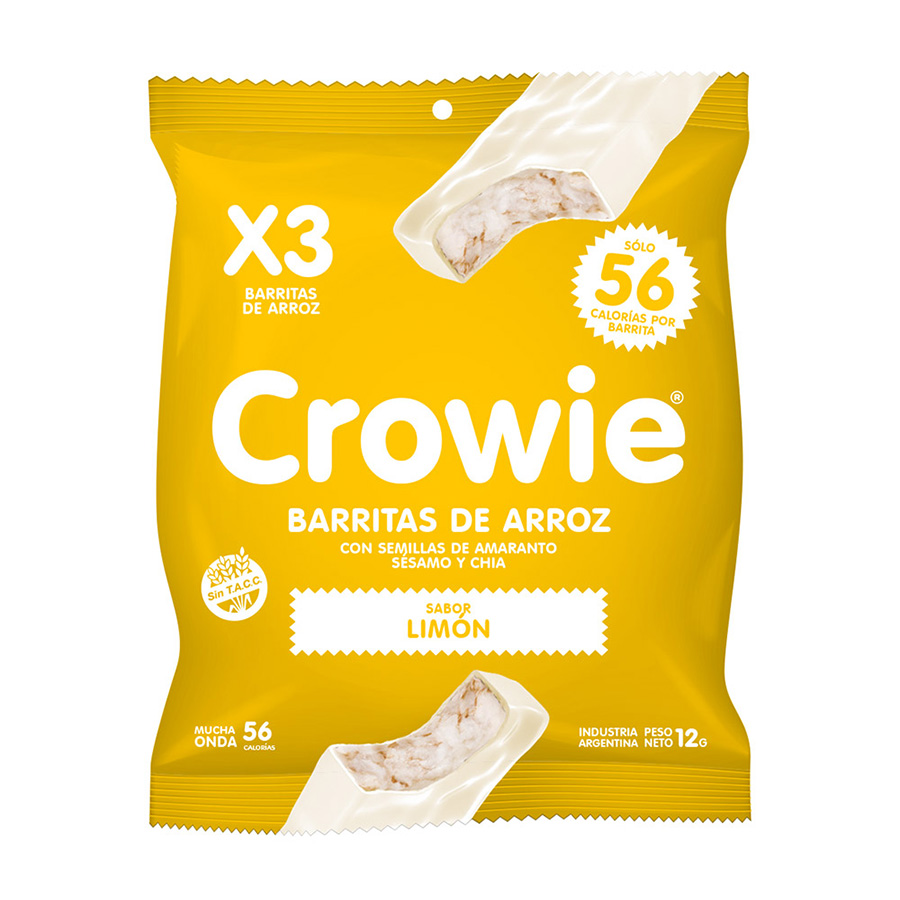 X3
BARRITAS
DE ARROZ
SÓLO
56
CALORÍAS POR
BARRITA
Crowie®
BARRITAS DE ARROZ
CON SEMILLAS DE AMARANTO
SÉSAMO Y CHIA
Sin T.A.C.C.
SABOR
LIMÓN
MUCHA
ONDA
56
CALORÍAS
INDUSTRIA
ARGENTINA
PESO
NETO 12G